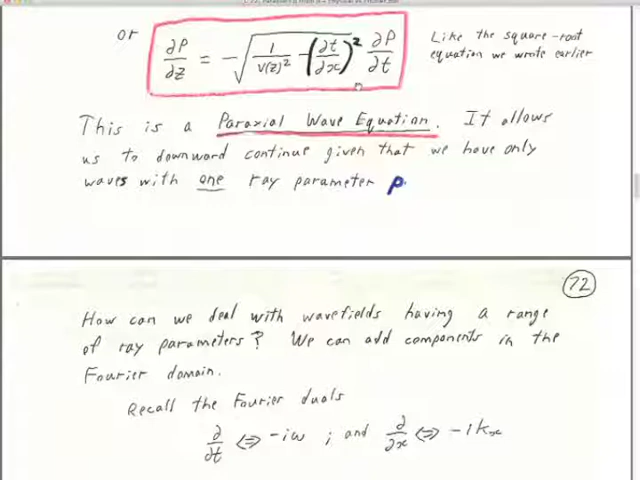 or ∂P/∂z = -√(1/v(z)² - (∂t/∂x)²) ∂P/∂t
Like the square-root
equation we wrote earlier
This is a Paraxial Wave Equation. It allows
us to downward continue given that we have only
waves with one ray parameter p.
72
How can we deal with wavefields having a range
of ray parameters? We can add components in the
Fourier domain.
Recall the Fourier duals
∂/∂t ⇔ -iω ; and ∂/∂x ⇔ -ikx